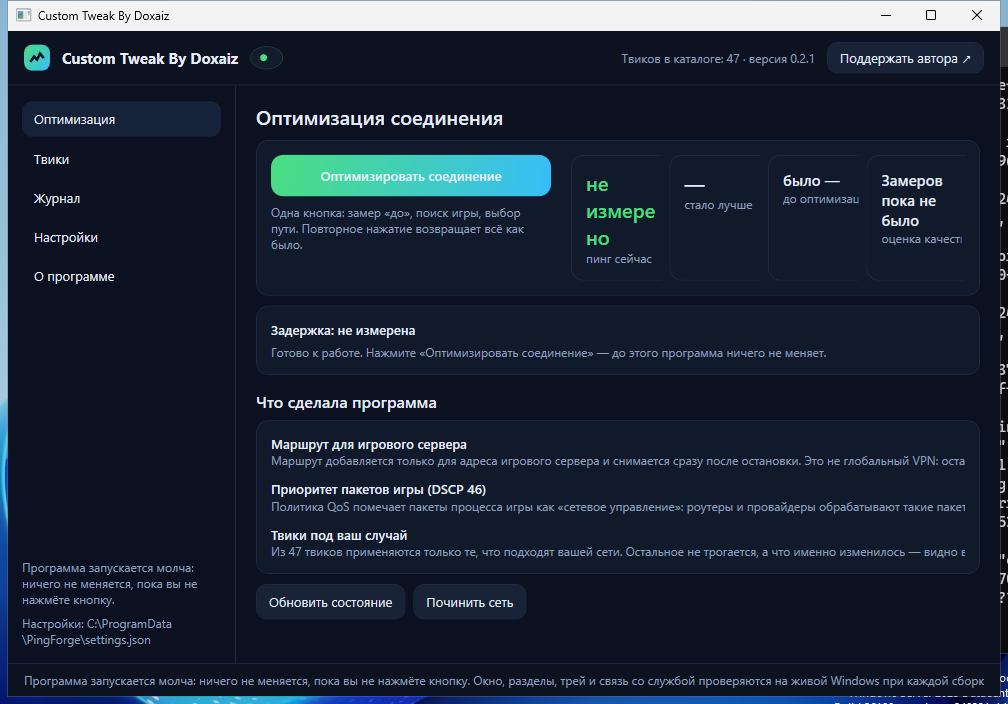 Custom Tweak By Doxaiz
Custom Tweak By Doxaiz
Твиков в каталоге: 47 · версия 0.2.1
Поддержать автора ↗
Оптимизация
Твики
Журнал
Настройки
О программе
Программа запускается молча:
ничего не меняется, пока вы не
нажмёте кнопку.
Настройки: C:\ProgramData
\PingForge\settings.json
Оптимизация соединения
Оптимизировать соединение
Одна кнопка: замер «до», поиск игры, выбор
пути. Повторное нажатие возвращает всё как
было.
не
измере
но
пинг сейчас
—
стало лучше
было —
до оптимизац
Замеров
пока не
было
оценка качест
Задержка: не измерена
Готово к работе. Нажмите «Оптимизировать соединение» — до этого программа ничего не меняет.
Что сделала программа
Маршрут для игрового сервера
Маршрут добавляется только для адреса игрового сервера и снимается сразу после остановки. Это не глобальный VPN: оста
Приоритет пакетов игры (DSCP 46)
Политика QoS помечает пакеты процесса игры как «сетевое управление»: роутеры и провайдеры обрабатывают такие пакет
Твики под ваш случай
Из 47 твиков применяются только те, что подходят вашей сети. Остальное не трогается, а что именно изменилось — видно в
Обновить состояние
Починить сеть
Программа запускается молча: ничего не меняется, пока вы не нажмёте кнопку. Окно, разделы, трей и связь со службой проверяются на живой Windows при каждой сборк